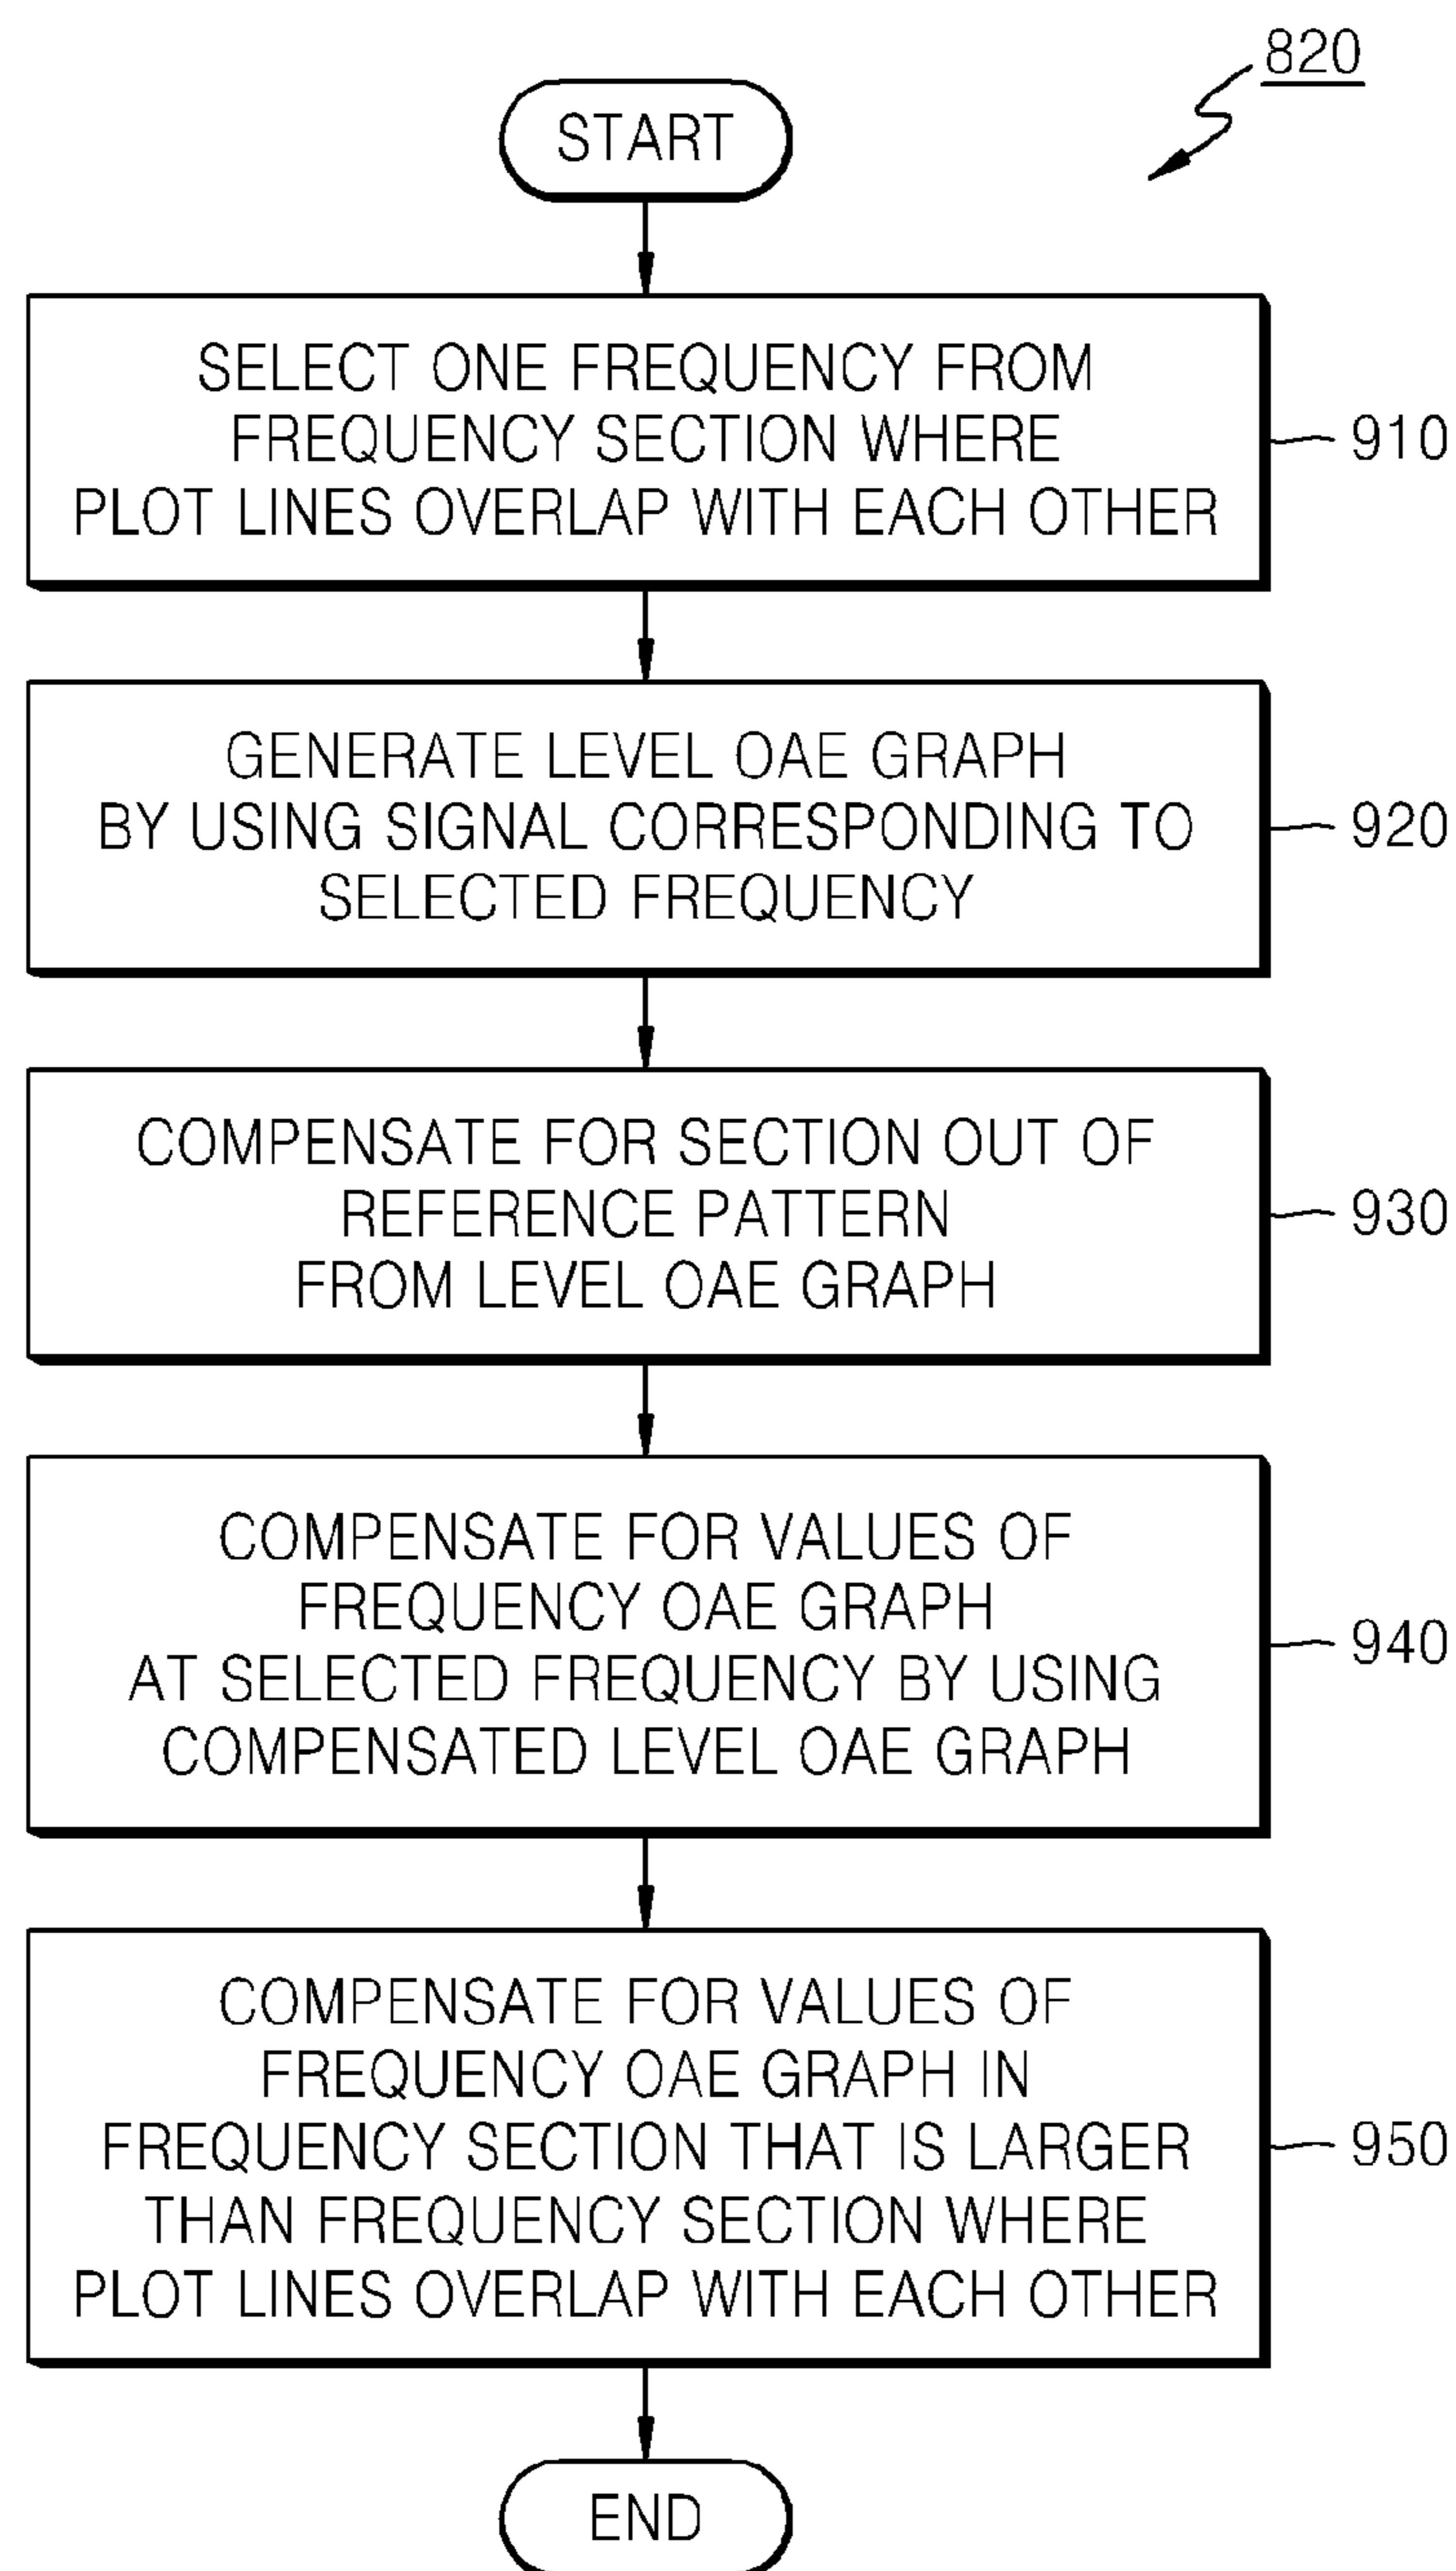 820
START
SELECT ONE FREQUENCY FROM
FREQUENCY SECTION WHERE
PLOT LINES OVERLAP WITH EACH OTHER
910
GENERATE LEVEL OAE GRAPH
BY USING SIGNAL CORRESPONDING TO
SELECTED FREQUENCY
920
COMPENSATE FOR SECTION OUT OF
REFERENCE PATTERN
FROM LEVEL OAE GRAPH
930
COMPENSATE FOR VALUES OF
FREQUENCY OAE GRAPH
AT SELECTED FREQUENCY BY USING
COMPENSATED LEVEL OAE GRAPH
940
COMPENSATE FOR VALUES OF
FREQUENCY OAE GRAPH IN
FREQUENCY SECTION THAT IS LARGER
THAN FREQUENCY SECTION WHERE
PLOT LINES OVERLAP WITH EACH OTHER
950
END